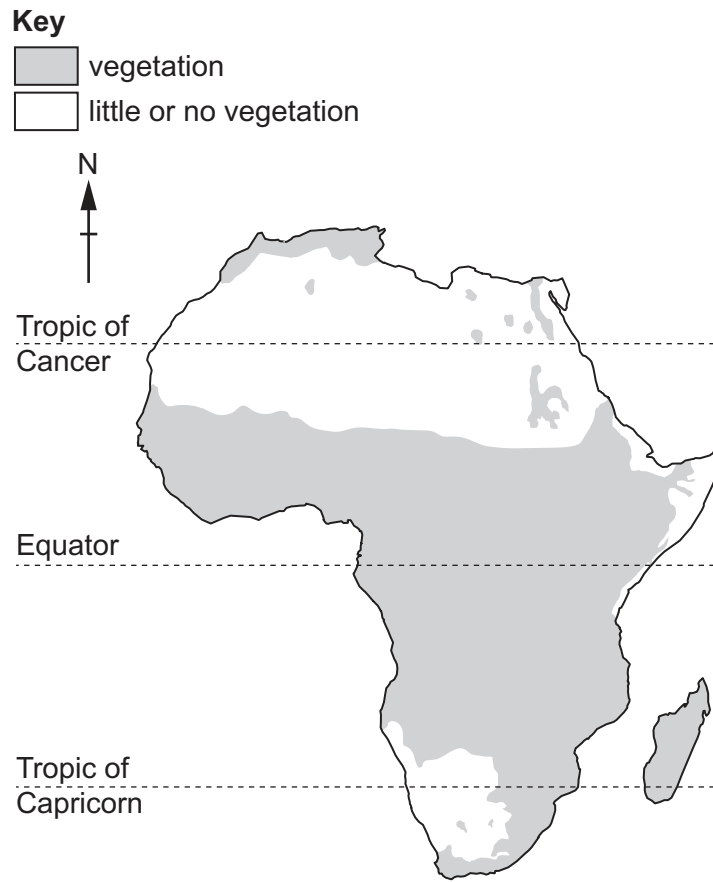 Key
vegetation
little or no vegetation
N
Tropic of
Cancer
Equator
Tropic of
Capricorn